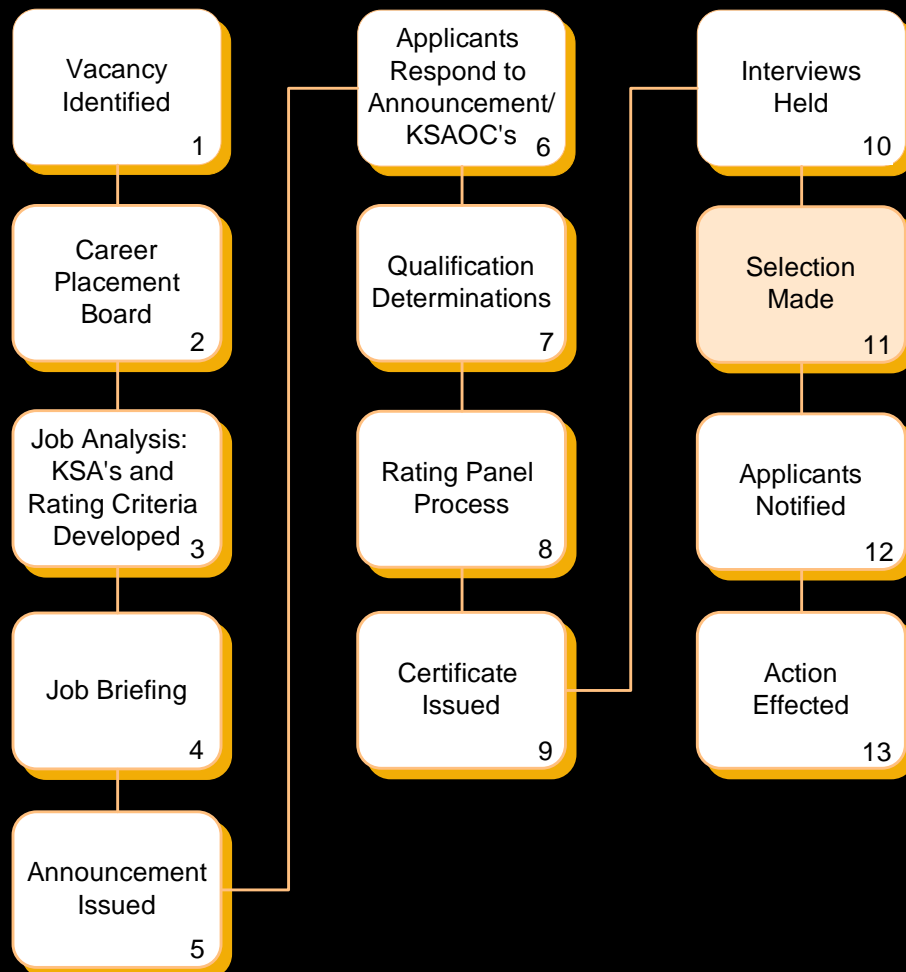 Vacancy
Identified
1
Career
Placement
Board
2
Job Analysis:
KSA's and
Rating Criteria
Developed
3
Job Briefing
4
Announcement
Issued
5
Applicants
Respond to
Announcement/
KSAOC's
6
Qualification
Determinations
7
Rating Panel
Process
8
Certificate
Issued
9
Interviews
Held
10
Selection
Made
11
Applicants
Notified
12
Action
Effected
13